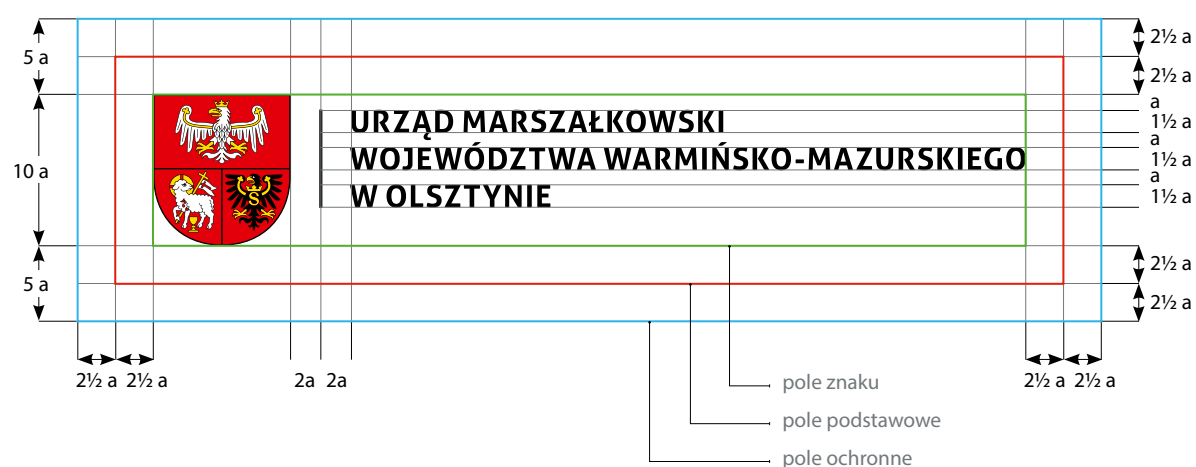 5 a
10 a
5 a
S
URZĄD MARSZAŁKOWSKI
WOJEWÓDZTWA WARMIŃSKO-MAZURSKIEGO
W OLSZTYNIE
2½ a
2½ a
a
1½ a
a
1½ a
a
1½ a
2½ a
2½ a
2½ a 2½ a 2a 2a 2½ a 2½ a
pole znaku
pole podstawowe
pole ochronne